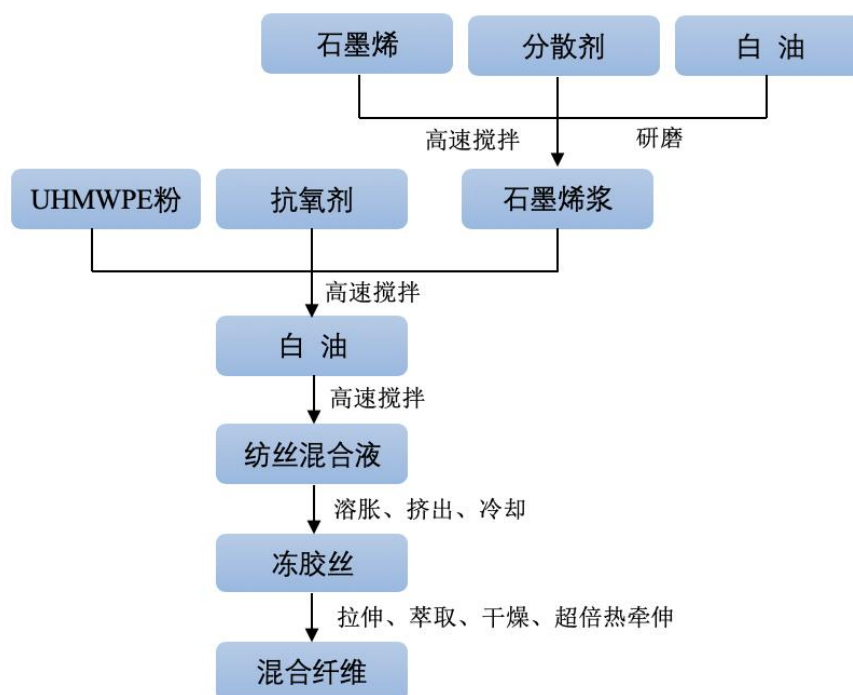 石墨烯
分散剂
白 油
高速搅拌
研磨
UHMWPE粉
抗氧剂
石墨烯浆
高速搅拌
白 油
高速搅拌
纺丝混合液
溶胀、挤出、冷却
冻胶丝
拉伸、萃取、干燥、超倍热牵伸
混合纤维